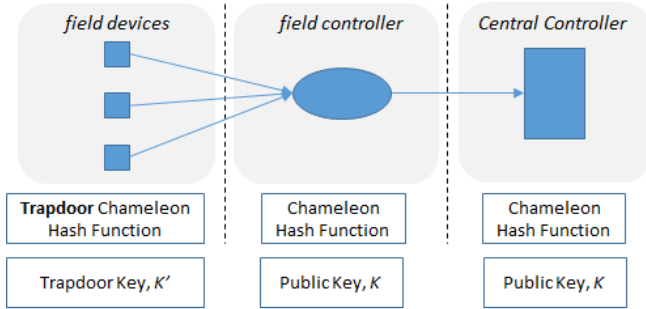 field devices
field controller
Central Controller
Trapdoor Chameleon
Hash Function
Chameleon
Hash Function
Chameleon
Hash Function
Trapdoor Key, K'
Public Key, K
Public Key, K